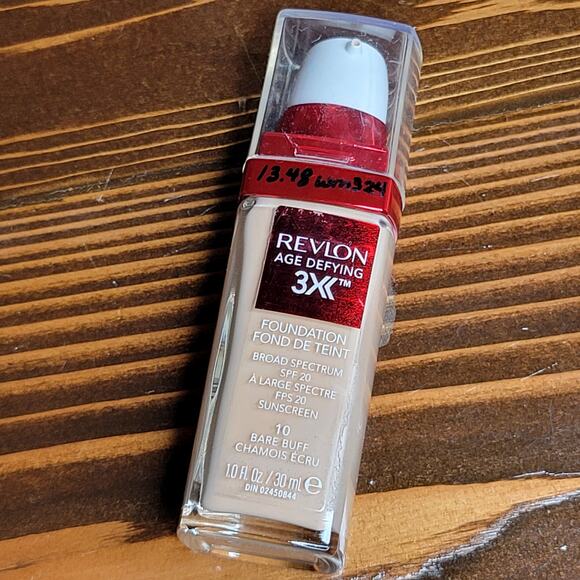 13.48 wm324
REVLON
AGE DEFYING
3X™
FOUNDATION
FOND DE TEINT
BROAD SPECTRUM
SPF 20
À LARGE SPECTRE
FPS 20
SUNSCREEN
10
BARE BUFF
CHAMOIS ÉCRU
1.0 Fl. Oz / 30 ml e
DIN 02450844